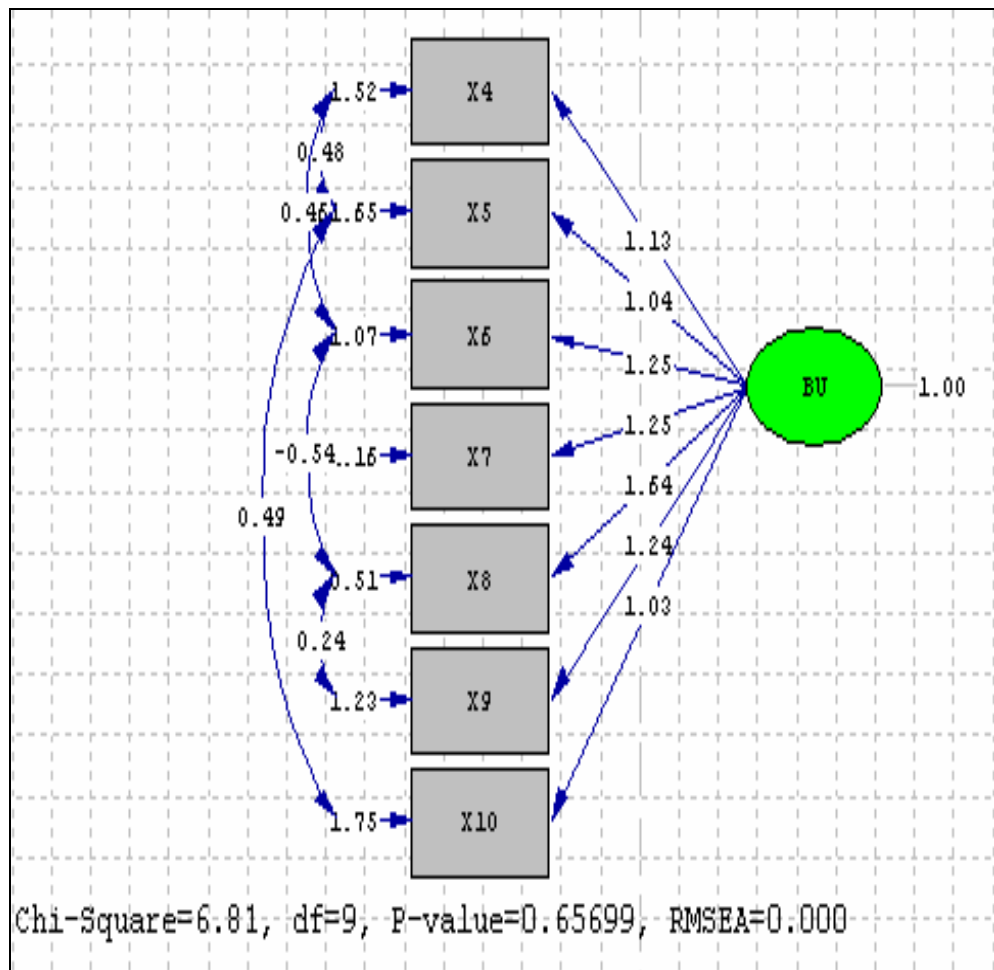 1.52 X4
0.48
1.13
0.46 1.65 X5
1.04
1.07 X6
1.25
BU 1.00
1.25
-0.54 .16 X7
1.64
0.49
1.24
0.51 X8
1.03
0.24
1.23 X9
1.75 X10
Chi-Square=6.81, df=9, P-value=0.65699, RMSEA=0.000